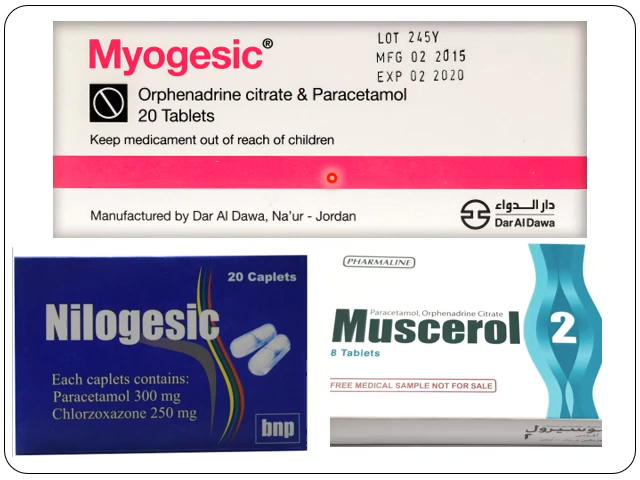 Myogesic®
LOT 245Y
MFG 02 2015
EXP 02 2020
Orphenadrine citrate & Paracetamol
20 Tablets
Keep medicament out of reach of children
Manufactured by Dar Al Dawa, Na'ur - Jordan
دار الـدواء
Dar Al Dawa
20 Caplets
Nilogesic
Each caplets contains:
Paracetamol 300 mg
Chlorzoxazone 250 mg
bnp
PHARMALINE
Paracetamol, Orphenadrine Citrate
Muscerol 2
8 Tablets
FREE MEDICAL SAMPLE NOT FOR SALE